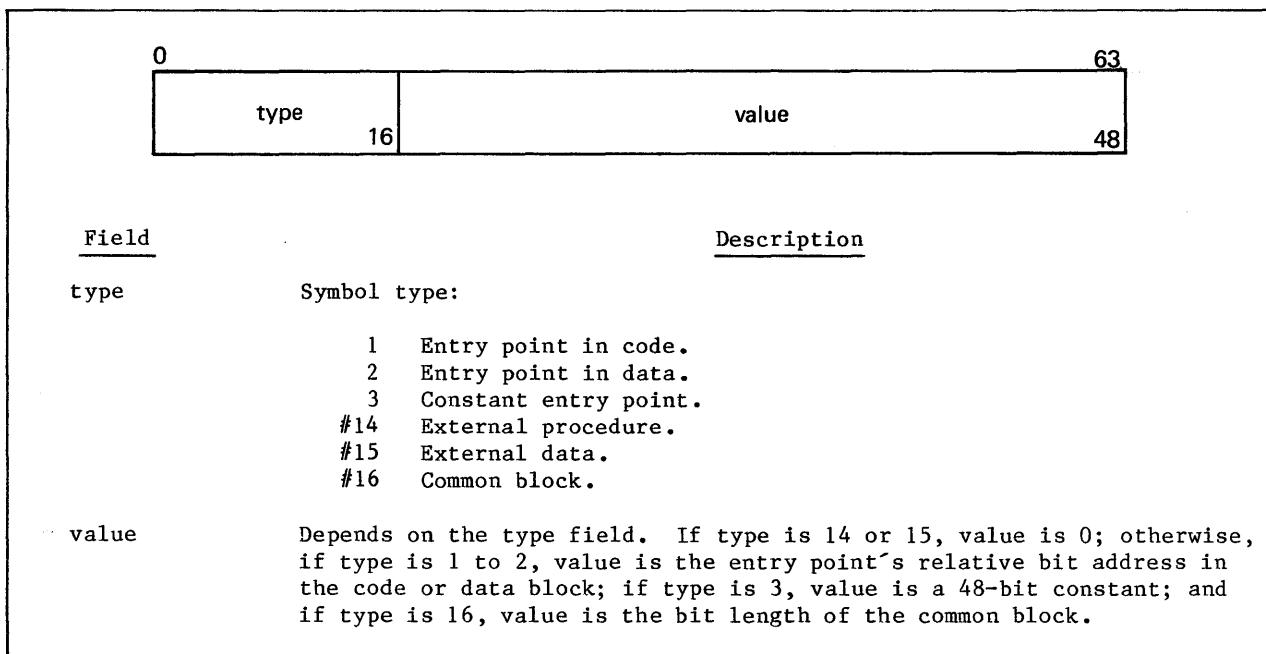 0 63
type value
16 48
Field Description
type Symbol type:
1 Entry point in code.
2 Entry point in data.
3 Constant entry point.
#14 External procedure.
#15 External data.
#16 Common block.
value Depends on the type field. If type is 14 or 15, value is 0; otherwise,
if type is 1 to 2, value is the entry point´s relative bit address in
the code or data block; if type is 3, value is a 48-bit constant; and
if type is 16, value is the bit length of the common block.